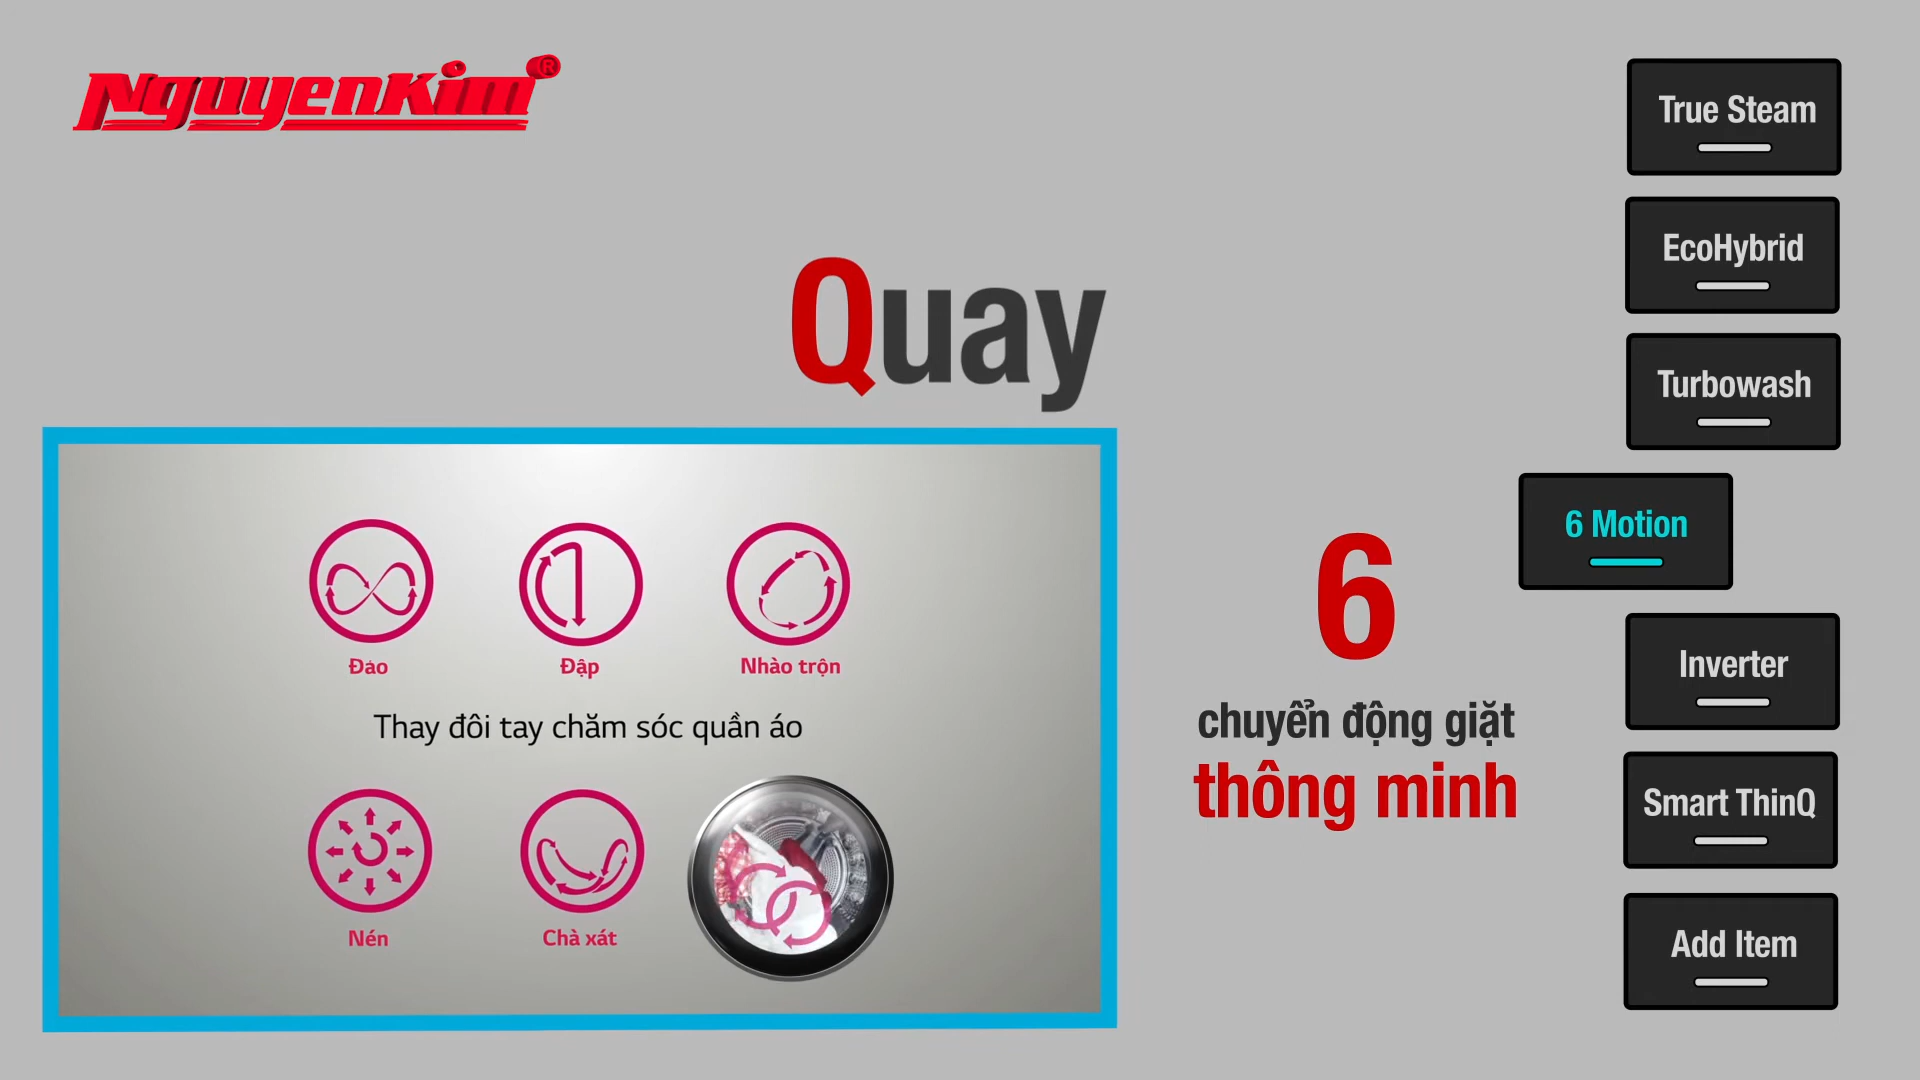 NguyenKim®
Quay
Đảo
Đập
Nhào trộn
Thay đôi tay chăm sóc quần áo
Nén
Chà xát
6
chuyển động giặt
thông minh
True Steam
EcoHybrid
Turbowash
6 Motion
Inverter
Smart ThinQ
Add Item